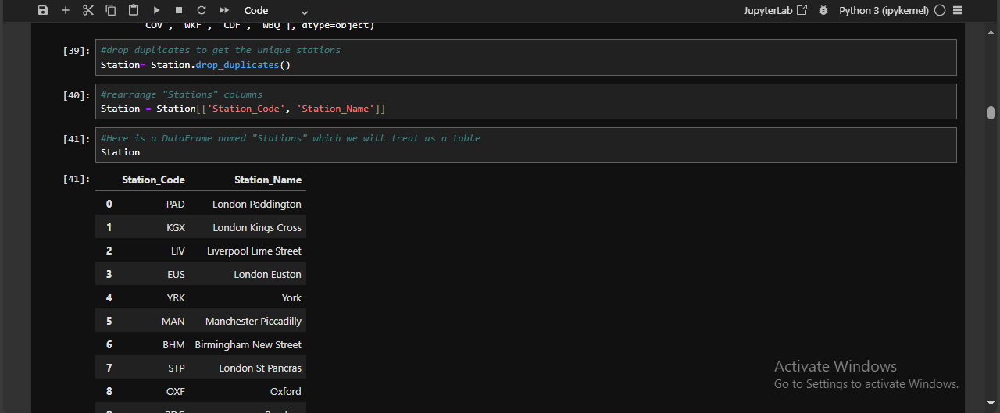 Code
JupyterLab
Python 3 (ipykernel)
'COV', 'WKF', 'CDF', 'WBQ'], dtype=object)
[39]:
#drop duplicates to get the unique stations
Station= Station.drop_duplicates()
[40]:
#rearrange "Stations" columns
Station = Station[['Station_Code', 'Station_Name']]
[41]:
#Here is a DataFrame named "Stations" which we will treat as a table
Station
[41]:
Station_Code Station_Name
0 PAD London Paddington
1 KGX London Kings Cross
2 LIV Liverpool Lime Street
3 EUS London Euston
4 YRK York
5 MAN Manchester Piccadilly
6 BHM Birmingham New Street
7 STP London St Pancras
8 OXF Oxford
Activate Windows
Go to Settings to activate Windows.